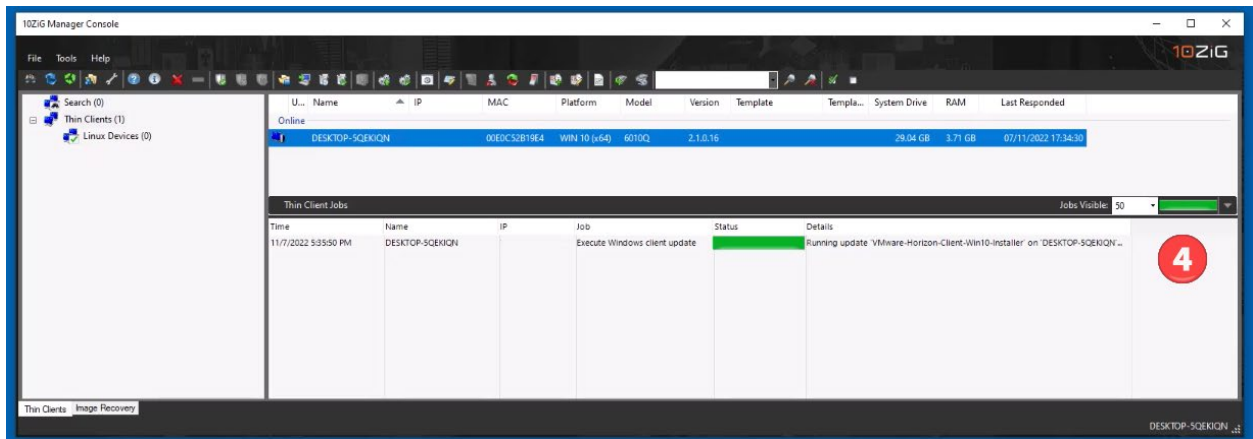 10ZiG Manager Console
File Tools Help
10ZiG
Search (0)
Thin Clients (1)
Linux Devices (0)
U... Name IP MAC Platform Model Version Template Templa... System Drive RAM Last Responded
Online
DESKTOP-5QEKIQN 00E0C52B19E4 WIN 10 (x64) 6010Q 2.1.0.16 29.04 GB 3.71 GB 07/11/2022 17:34:30
Thin Client Jobs Jobs Visible: 50
Time Name IP Job Status Details
11/7/2022 5:35:50 PM DESKTOP-5QEKIQN Execute Windows client update Running update 'VMware-Horizon-Client-Win10-Installer' on 'DESKTOP-5QEKIQN'...
4
Thin Clients Image Recovery
DESKTOP-5QEKIQN